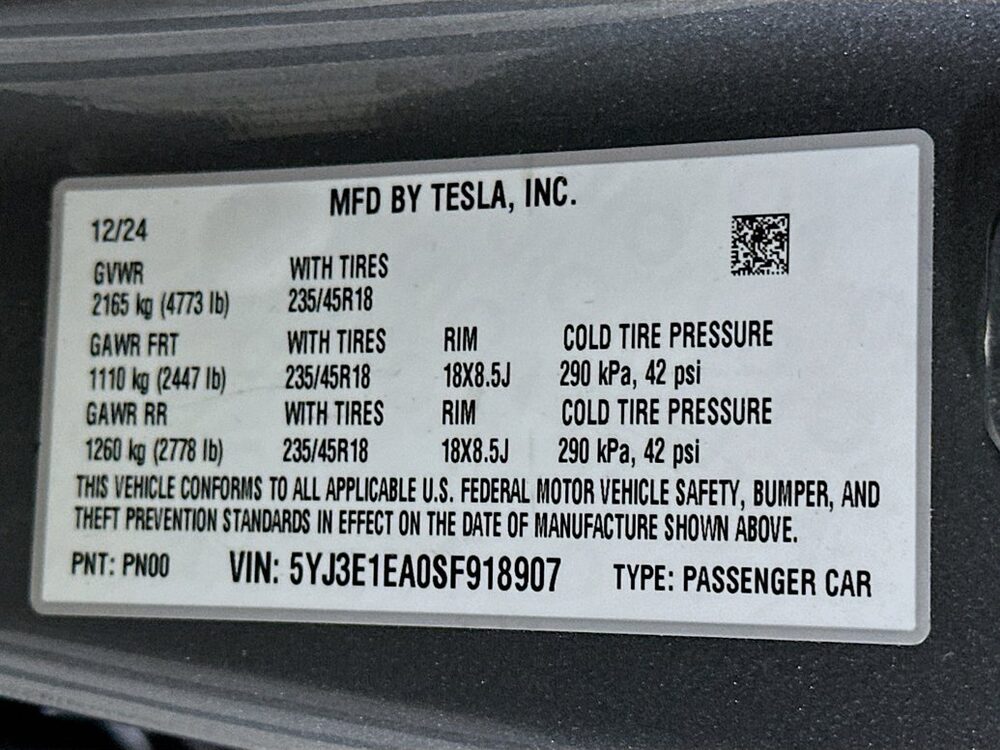 MFD BY TESLA, INC.
12/24
GVWR WITH TIRES
2165 kg (4773 lb) 235/45R18
GAWR FRT WITH TIRES RIM COLD TIRE PRESSURE
1110 kg (2447 lb) 235/45R18 18X8.5J 290 kPa, 42 psi
GAWR RR WITH TIRES RIM COLD TIRE PRESSURE
1260 kg (2778 lb) 235/45R18 18X8.5J 290 kPa, 42 psi
THIS VEHICLE CONFORMS TO ALL APPLICABLE U.S. FEDERAL MOTOR VEHICLE SAFETY, BUMPER, AND
THEFT PREVENTION STANDARDS IN EFFECT ON THE DATE OF MANUFACTURE SHOWN ABOVE.
PNT: PN00 VIN: 5YJ3E1EA0SF918907 TYPE: PASSENGER CAR